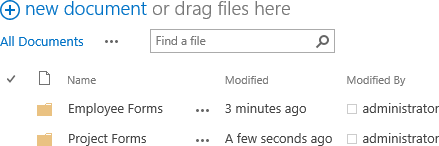 new document or drag files here
All Documents ... Find a file
Name Modified Modified By
Employee Forms ... 3 minutes ago administrator
Project Forms ... A few seconds ago administrator